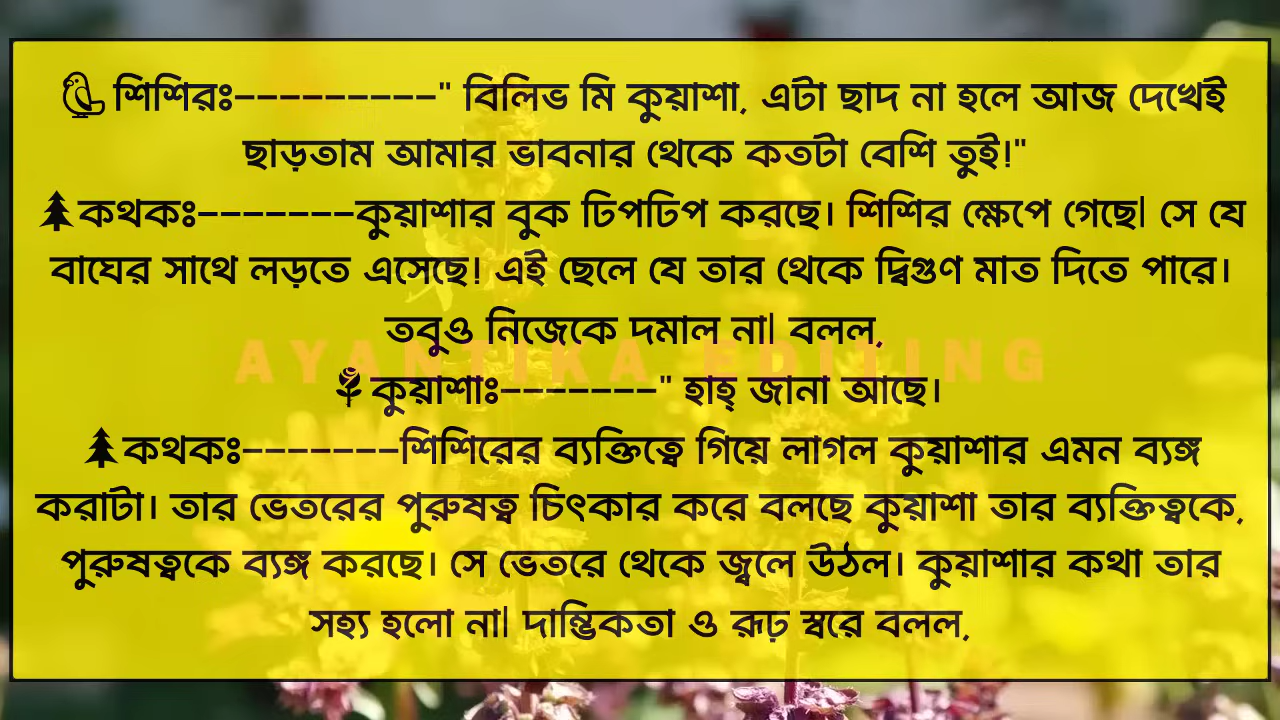 শিশিরঃ----------" বিলিভ মি কুয়াশা, এটা ছাদ না হলে আজ দেখেই
ছাড়তাম আমার ভাবনার থেকে কতটা বেশি তুই!"
🌲কথকঃ-------কুয়াশার বুক ঢিপঢিপ করছে। শিশির ক্ষেপে গেছে| সে যে
বাঘের সাথে লড়তে এসেছে! এই ছেলে যে তার থেকে দ্বিগুণ মাত দিতে পারে।
তবুও নিজেকে দমাল না| বলল,
AYANTIKA EDITING
কুয়াশাঃ-------" হাহ্ জানা আছে।
🌲কথকঃ-------শিশিরের ব্যক্তিত্বে গিয়ে লাগল কুয়াশার এমন ব্যঙ্গ
করাটা। তার ভেতরের পুরুষত্ব চিৎকার করে বলছে কুয়াশা তার ব্যক্তিত্বকে,
পুরুষত্বকে ব্যঙ্গ করছে। সে ভেতরে থেকে জ্বলে উঠল। কুয়াশার কথা তার
সহ্য হলো না| দাম্ভিকতা ও রূঢ় স্বরে বলল,